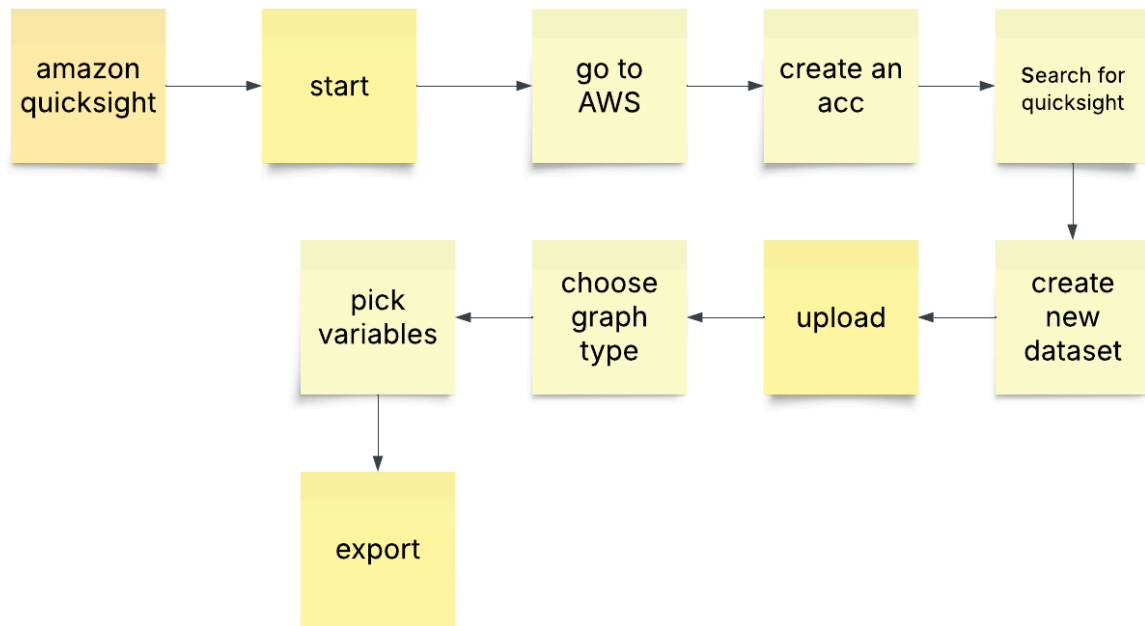 amazon
quicksight
start
go to
AWS
create an
acc
Search for
quicksight
create
new
dataset
upload
choose
graph
type
pick
variables
export